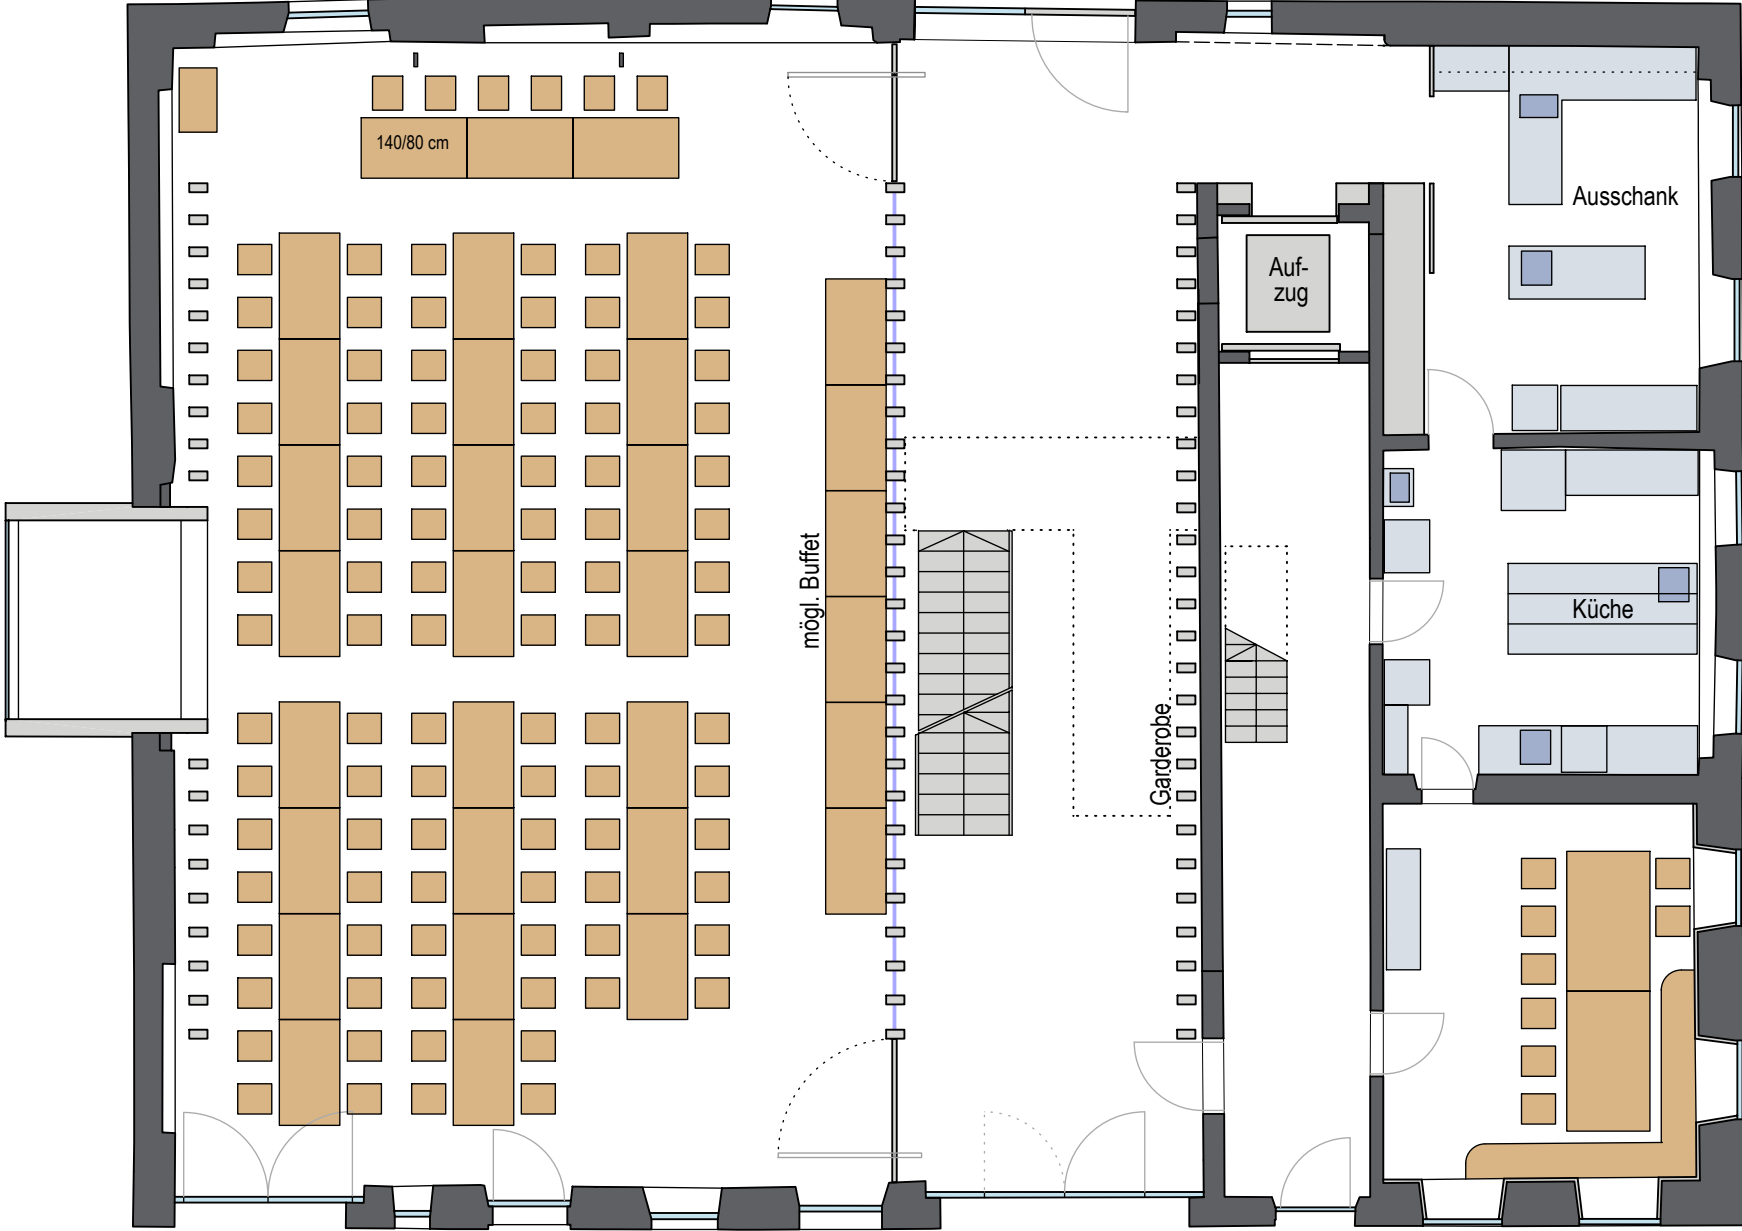 140/80 cm
Ausschank
Auf-
zug
mögl. Buffet
Küche
Garderobe